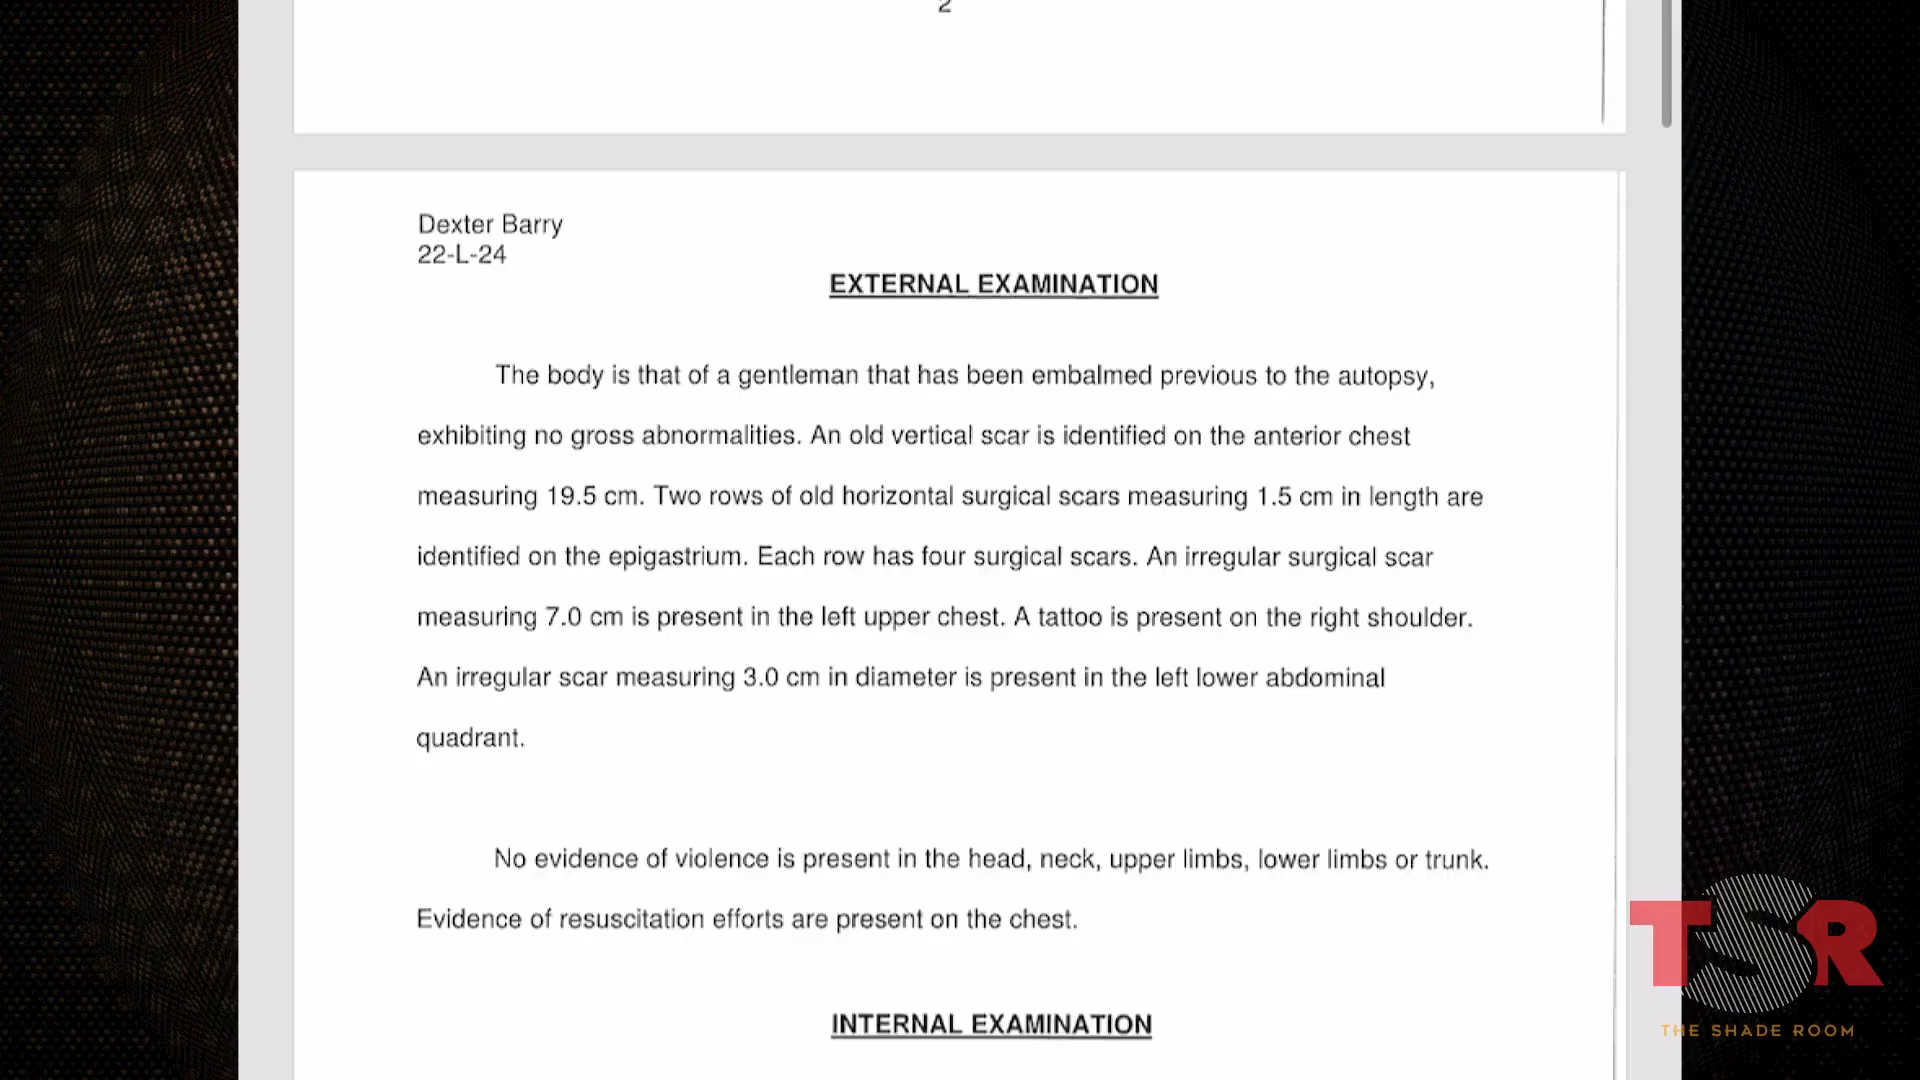 2
Dexter Barry
22-L-24
EXTERNAL EXAMINATION
The body is that of a gentleman that has been embalmed previous to the autopsy,
exhibiting no gross abnormalities. An old vertical scar is identified on the anterior chest
measuring 19.5 cm. Two rows of old horizontal surgical scars measuring 1.5 cm in length are
identified on the epigastrium. Each row has four surgical scars. An irregular surgical scar
measuring 7.0 cm is present in the left upper chest. A tattoo is present on the right shoulder.
An irregular scar measuring 3.0 cm in diameter is present in the left lower abdominal
quadrant.
No evidence of violence is present in the head, neck, upper limbs, lower limbs or trunk.
Evidence of resuscitation efforts are present on the chest.
INTERNAL EXAMINATION
TSR
THE SHADE ROOM